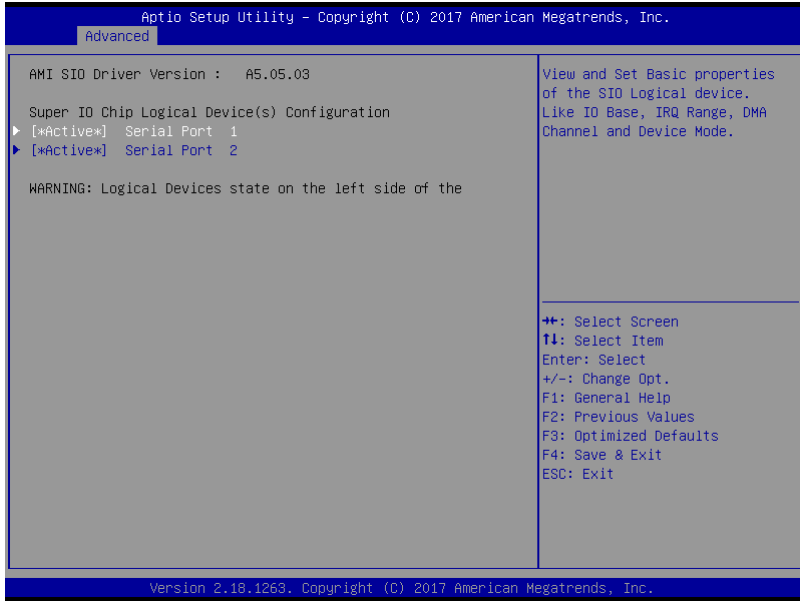 Aptio Setup Utility – Copyright (C) 2017 American Megatrends, Inc.
Advanced
AMI SIO Driver Version :   A5.05.03
Super IO Chip Logical Device(s) Configuration
[*Active*]  Serial Port  1
[*Active*]  Serial Port  2
WARNING: Logical Devices state on the left side of the
View and Set Basic properties
of the SIO Logical device.
Like IO Base, IRQ Range, DMA
Channel and Device Mode.
→←: Select Screen
↑↓: Select Item
Enter: Select
+/-: Change Opt.
F1: General Help
F2: Previous Values
F3: Optimized Defaults
F4: Save & Exit
ESC: Exit
Version 2.18.1263. Copyright (C) 2017 American Megatrends, Inc.